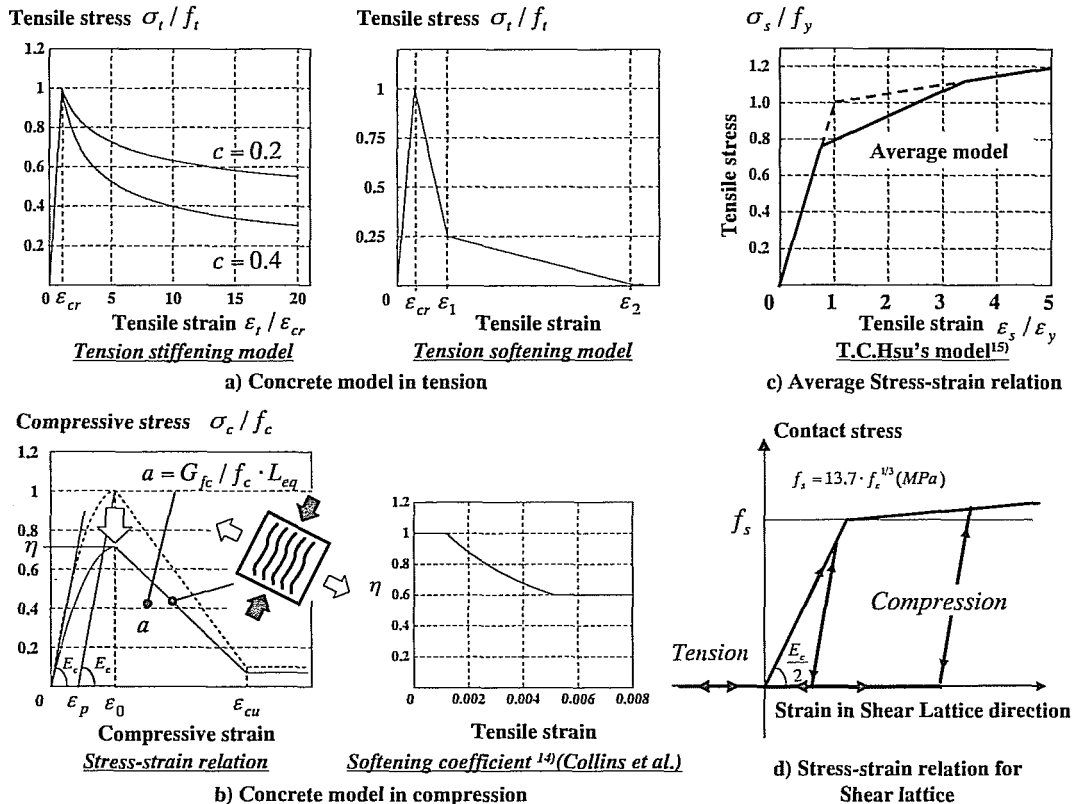 Tensile stress σt / ft
1.2
1
0.8
0.6
0.4
0.2
0
c = 0.2
c = 0.4
εcr
5
10
15
20
Tensile strain εt / εcr
Tension stiffening model
Tensile stress σt / ft
1
0.75
1
0.25
0
εcr
ε1
ε2
Tensile strain
Tension softening model
a) Concrete model in tension
σs / fy
Tensile stress
1.2
1.0
0.8
0.6
0.4
0.2
0
Average model
1
2
3
4
5
Tensile strain εs / εy
T.C.Hsu's model15)
c) Average Stress-strain relation
Compressive stress σc / fc
1.2
1
0.8
η
0.6
0.4
0.2
0
a = Gfc / fc · Leq
a
Ec
Ec
εp
ε0
εcu
Compressive strain
Stress-strain relation
η
1.2
1
0.8
0.6
0.4
0.2
0.00
0.002
0.004
0.006
0.008
Tensile strain
Softening coefficient 14)(Collins et al.)
b) Concrete model in compression
Contact stress
fs = 13.7 · fc1/3 (MPa)
fs
Compression
Tension
Ec
2
Strain in Shear Lattice direction
d) Stress-strain relation for
Shear lattice